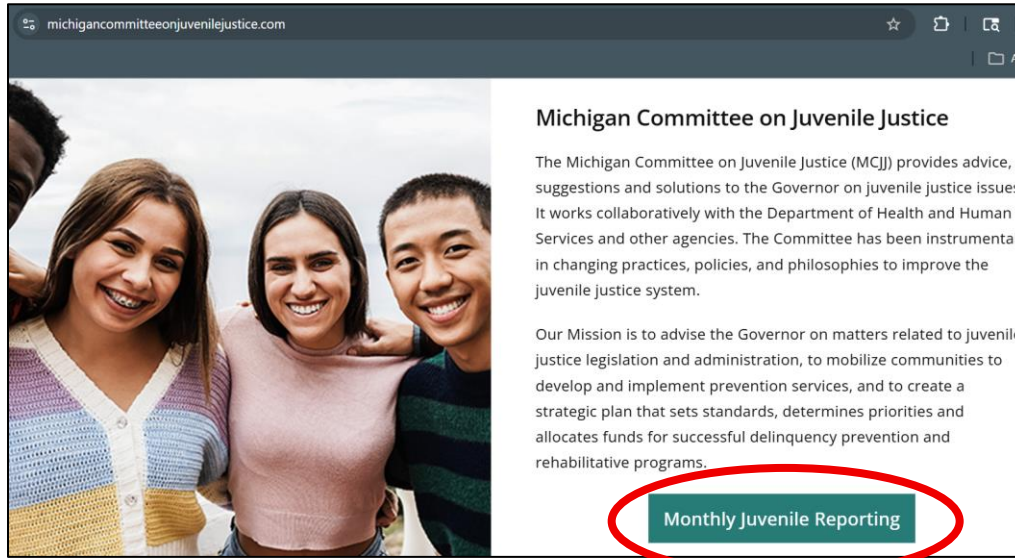 michigancommitteeonjuvenilejustice.com
A
Michigan Committee on Juvenile Justice
The Michigan Committee on Juvenile Justice (MCJJ) provides advice,
suggestions and solutions to the Governor on juvenile justice issues
It works collaboratively with the Department of Health and Human
Services and other agencies. The Committee has been instrumenta
in changing practices, policies, and philosophies to improve the
juvenile justice system.
Our Mission is to advise the Governor on matters related to juvenile
justice legislation and administration, to mobilize communities to
develop and implement prevention services, and to create a
strategic plan that sets standards, determines priorities and
allocates funds for successful delinquency prevention and
rehabilitative programs.
Monthly Juvenile Reporting